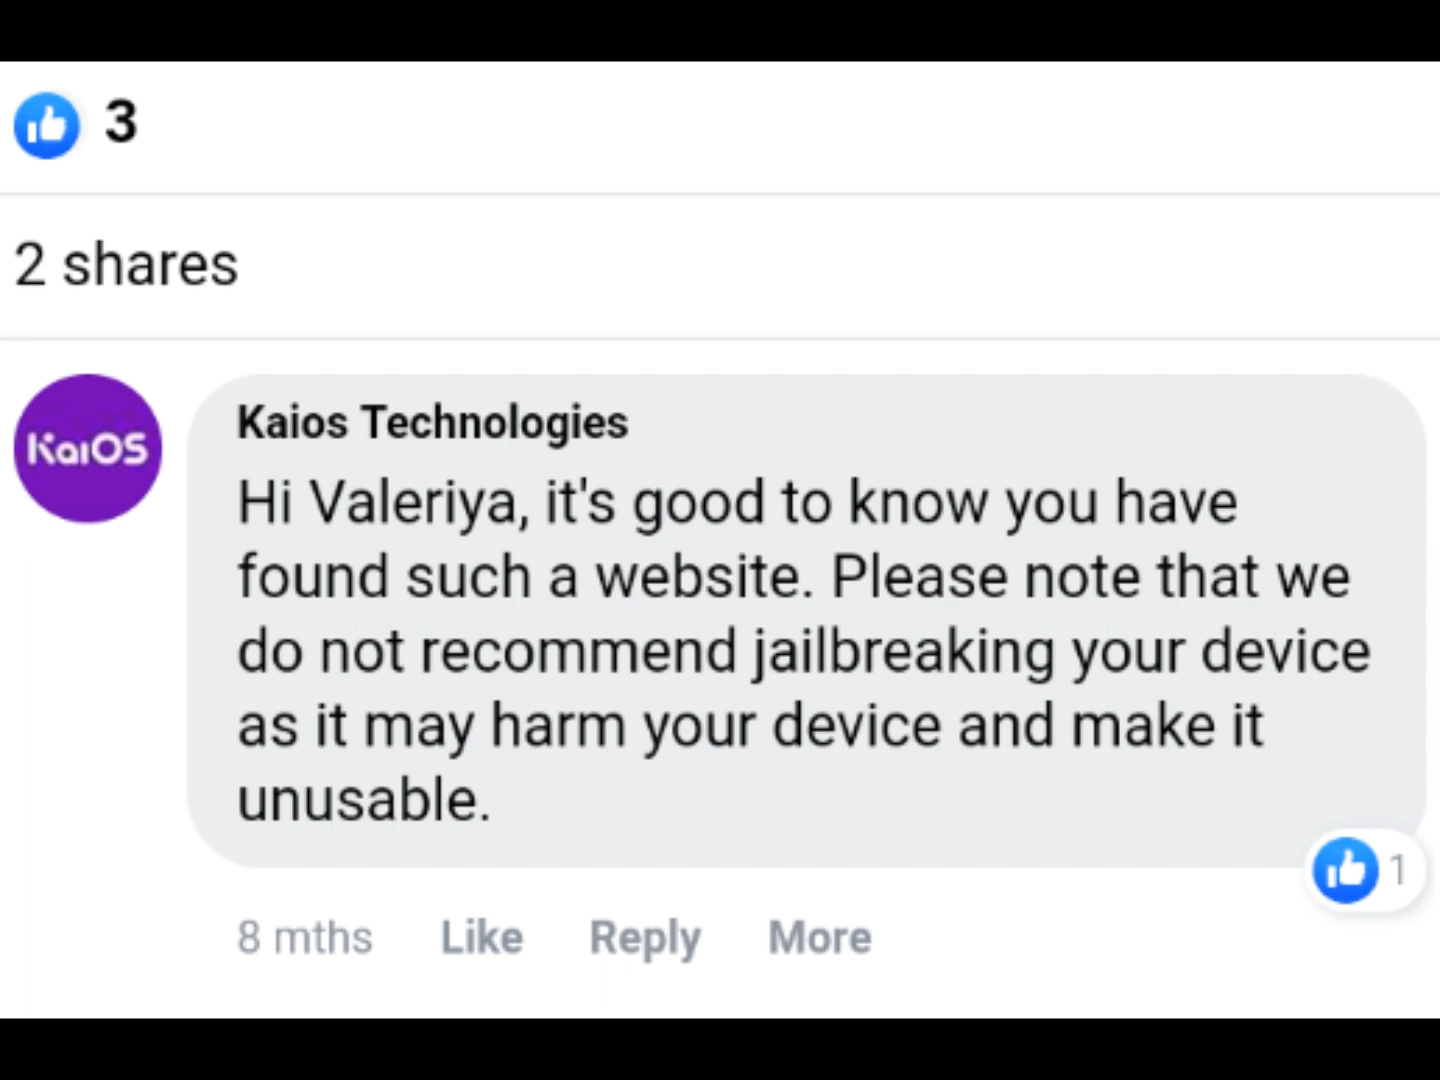 3
2 shares
KaiOS
Kaios Technologies
Hi Valeriya, it's good to know you have
found such a website. Please note that we
do not recommend jailbreaking your device
as it may harm your device and make it
unusable.
1
8 mths Like Reply More